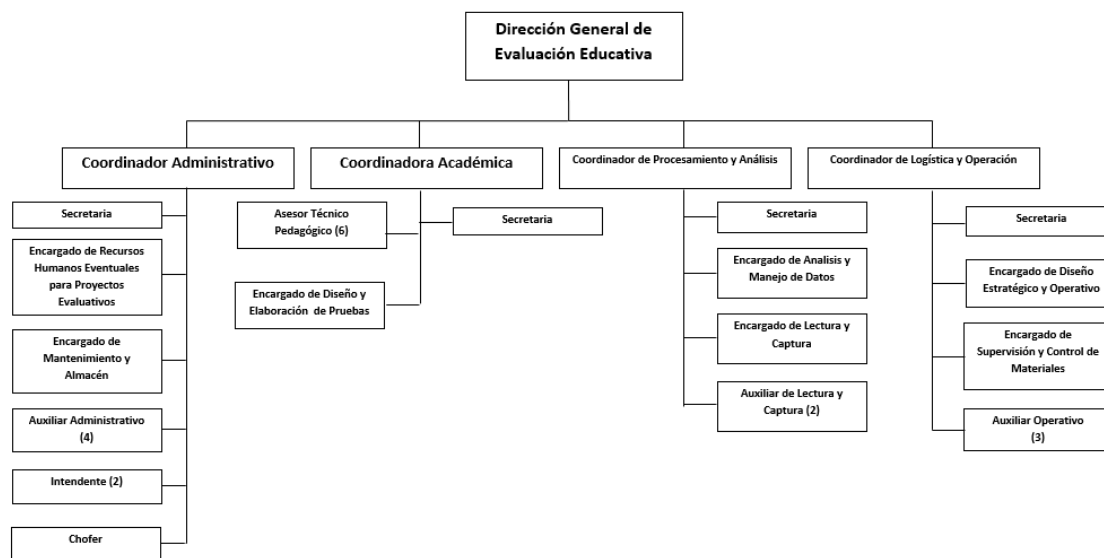 Dirección General de
Evaluación Educativa
Coordinador Administrativo
Coordinadora Académica
Coordinador de Procesamiento y Análisis
Coordinador de Logística y Operación
Secretaria
Encargado de Recursos
Humanos Eventuales
para Proyectos
Evaluativos
Encargado de
Mantenimiento y
Almacén
Auxiliar Administrativo
(4)
Intendente (2)
Chofer
Asesor Técnico
Pedagógico (6)
Secretaria
Encargado de Diseño y
Elaboración de Pruebas
Secretaria
Encargado de Analisis y
Manejo de Datos
Encargado de Lectura y
Captura
Auxiliar de Lectura y
Captura (2)
Secretaria
Encargado de Diseño
Estratégico y Operativo
Encargado de
Supervisión y Control de
Materiales
Auxiliar Operativo
(3)